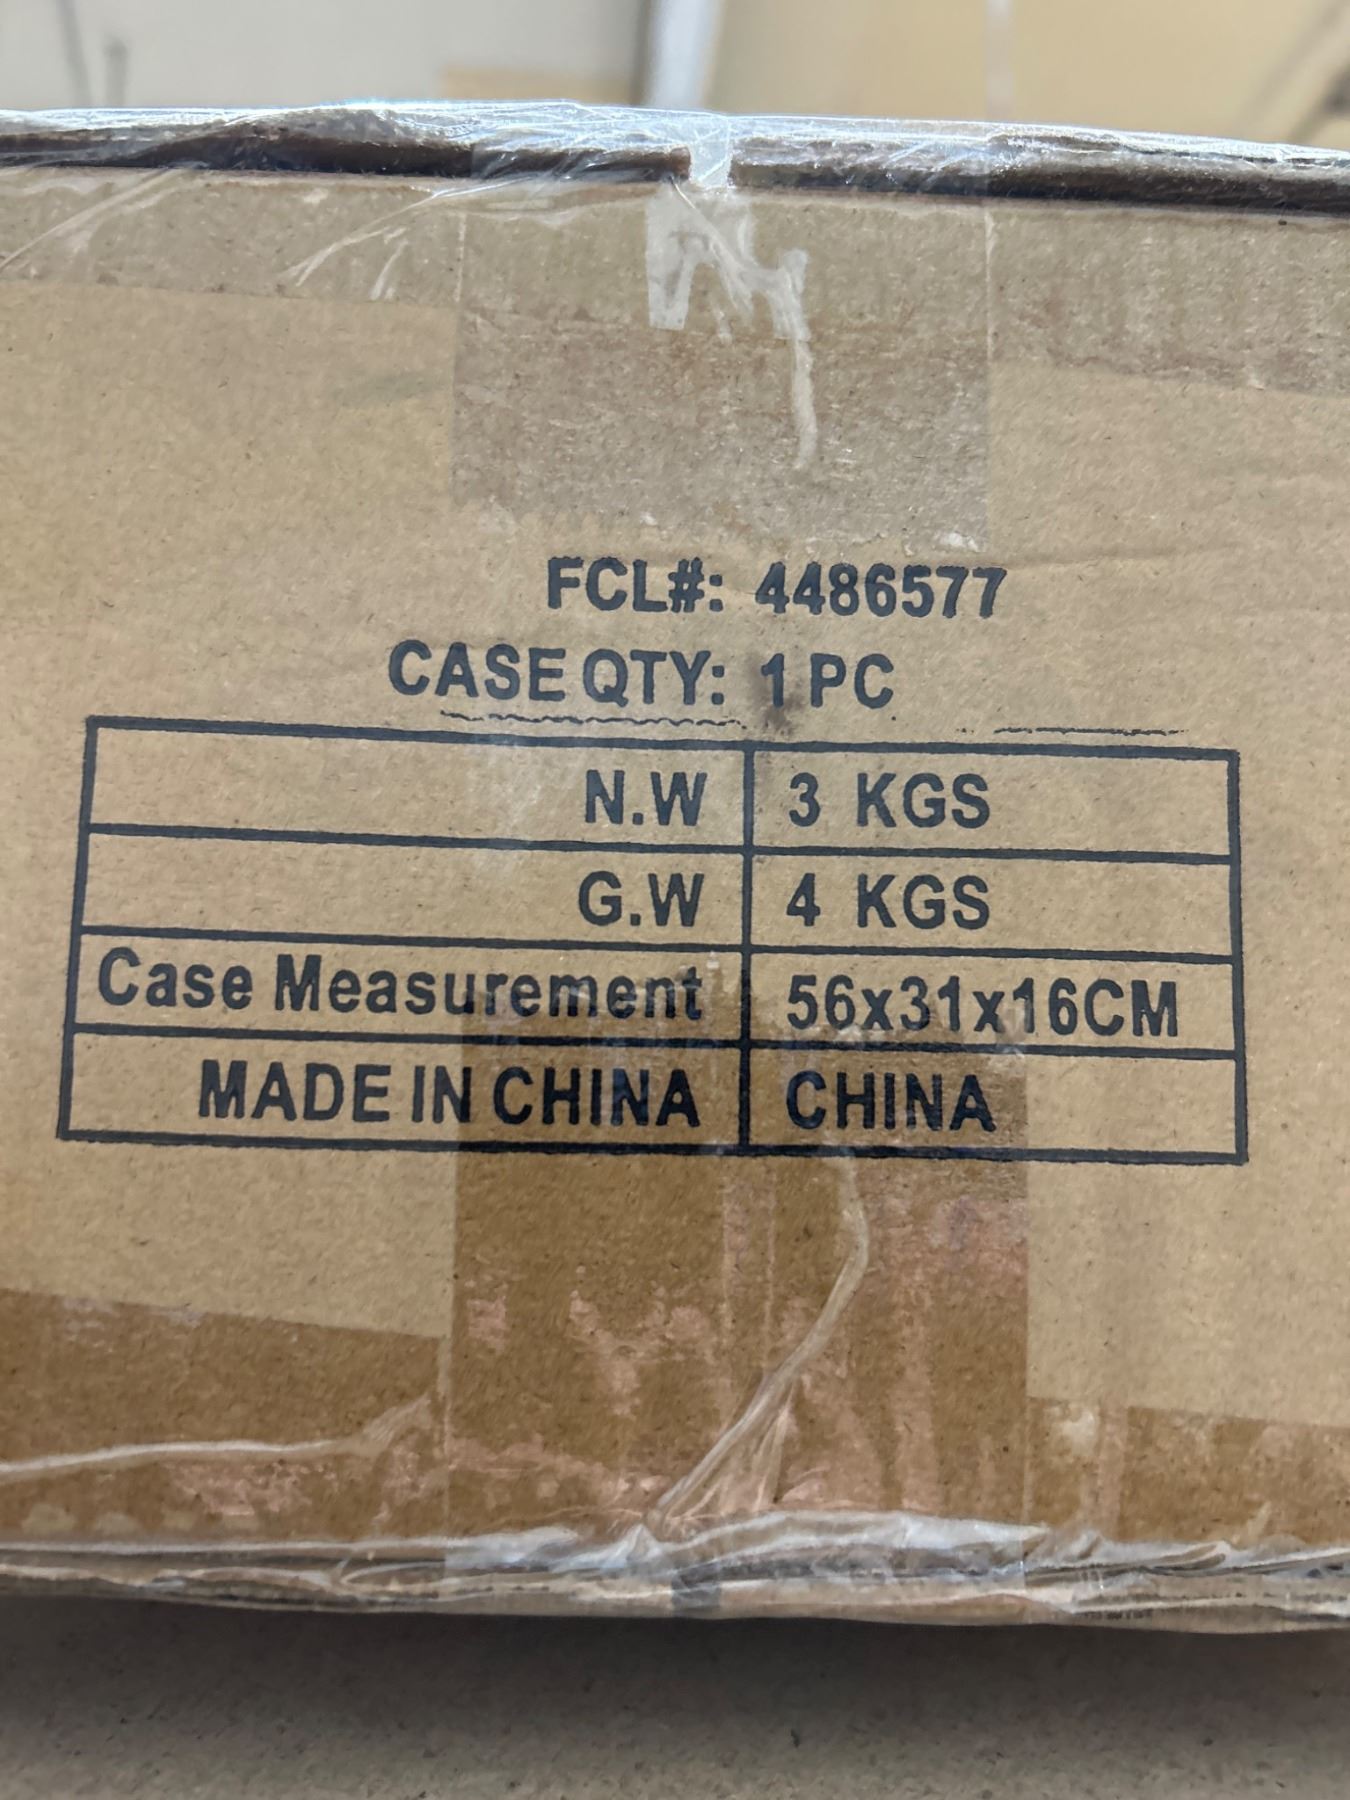 FCL#: 4486577
CASE QTY: 1 PC
N.W 3 KGS
G.W 4 KGS
Case Measurement 56x31x16CM
MADE IN CHINA CHINA